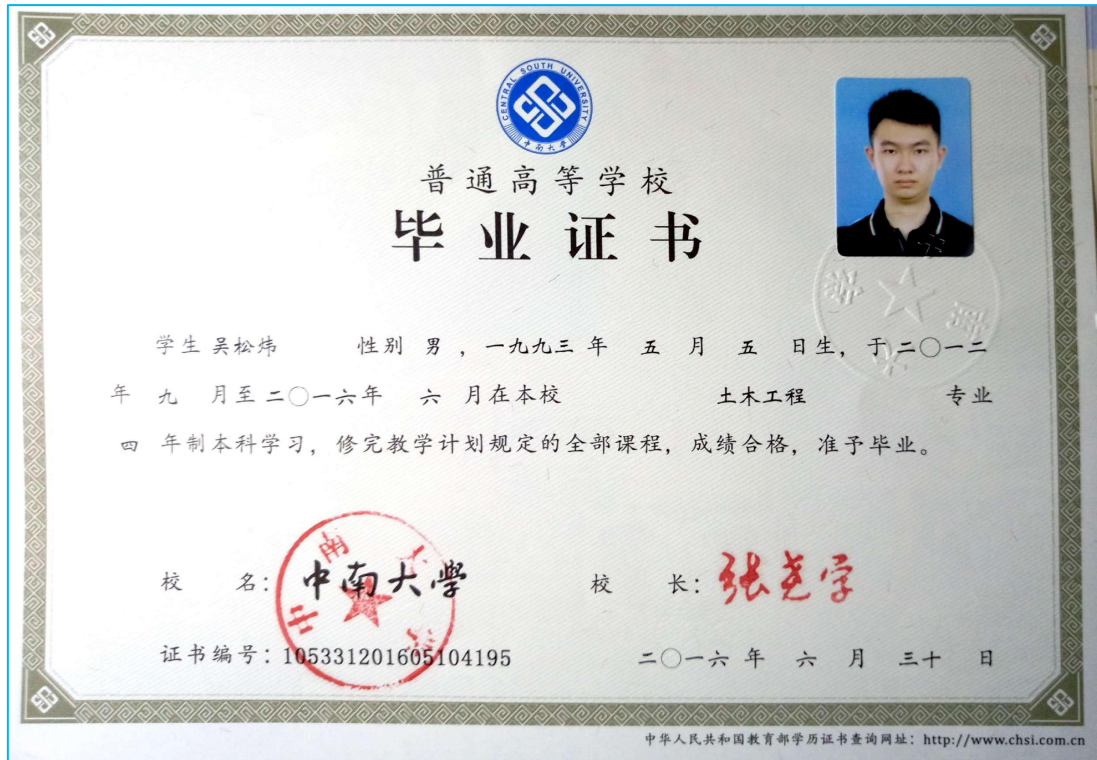 CENTRAL SOUTH UNIVERSITY
中南大学
普通高等学校
毕业证书
学生 吴松炜 性别 男 ，一九九三 年 五 月 五 日生，于 二〇一二
年 九 月至 二〇一六年 六 月在本校 土木工程 专业
四 年制本科学习，修完教学计划规定的全部课程，成绩合格，准予毕业。
校 名：中南大學 校 长：张尧学
中南大学
证书编号：105331201605104195 二〇一六 年 六 月 三十 日
中华人民共和国教育部学历证书查询网址：http://www.chsi.com.cn